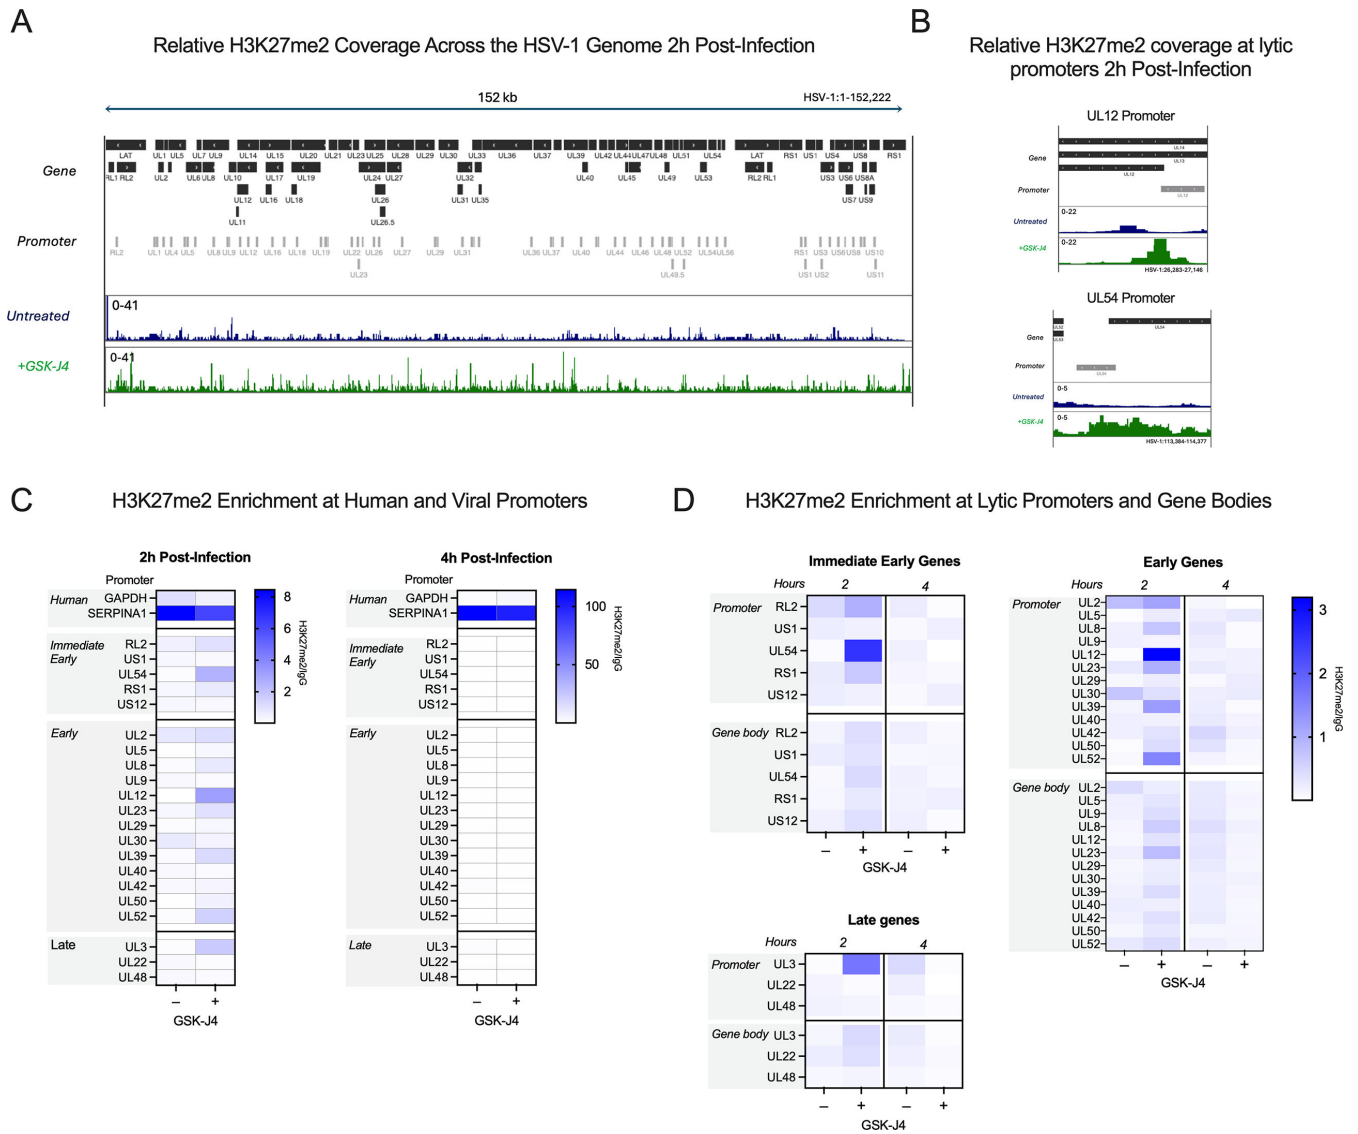 A
Relative H3K27me2 Coverage Across the HSV-1 Genome 2h Post-Infection
152 kb
HSV-1:1-152,222
Gene
LAT UL1 UL5 UL7 UL9 UL14 UL15 UL20 UL21 UL23 UL25 UL28 UL29 UL30 UL33 UL36 UL37 UL39 UL42 UL44 UL47 UL48 UL51 UL54 LAT RS1 US1 US4 US8 RS1
RL1 RL2 UL2 UL6 UL8 UL10 UL17 UL19 UL24 UL27 UL32 UL40 UL45 UL49 UL53 RL2 RL1 US3 US6 US8A
UL12 UL16 UL18 UL26 UL31 UL35 US7 US9
UL11 UL26.5
Promoter
RL2 UL1 UL4 UL5 UL8 UL9 UL12 UL16 UL18 UL19 UL22 UL26 UL27 UL29 UL31 UL36 UL37 UL40 UL44 UL46 UL48 UL52 UL54 UL56 RS1 US3 US6 US8 US10
UL23 UL49.5 US1 US2 US11
Untreated
0-41
+GSK-J4
0-41
B
Relative H3K27me2 coverage at lytic
promoters 2h Post-Infection
UL12 Promoter
UL14
Gene
UL13
UL12
Promoter
UL12
Untreated
0-22
+GSK-J4
0-22
HSV-1:26,283-27,146
UL54 Promoter
UL52
UL54
Gene
UL53
Promoter
UL54
Untreated
0-5
+GSK-J4
0-5
HSV-1:113,384-114,377
C
H3K27me2 Enrichment at Human and Viral Promoters
2h Post-Infection
Promoter
Human
GAPDH
SERPINA1
Immediate
Early
RL2
US1
UL54
RS1
US12
Early
UL2
UL5
UL8
UL9
UL12
UL23
UL29
UL30
UL39
UL40
UL42
UL50
UL52
Late
UL3
UL22
UL48
– +
GSK-J4
8
6
4
2
H3K27me2/IgG
4h Post-Infection
Promoter
Human
GAPDH
SERPINA1
Immediate
Early
RL2
US1
UL54
RS1
US12
Early
UL2
UL5
UL8
UL9
UL12
UL23
UL29
UL30
UL39
UL40
UL42
UL50
UL52
Late
UL3
UL22
UL48
– +
GSK-J4
100
50
H3K27me2/IgG
D
H3K27me2 Enrichment at Lytic Promoters and Gene Bodies
Immediate Early Genes
Hours 2 4
Promoter
RL2
US1
UL54
RS1
US12
Gene body
RL2
US1
UL54
RS1
US12
– + – +
GSK-J4
Late genes
Hours 2 4
Promoter
UL3
UL22
UL48
Gene body
UL3
UL22
UL48
– + – +
GSK-J4
Early Genes
Hours 2 4
Promoter
UL2
UL5
UL8
UL9
UL12
UL23
UL29
UL30
UL39
UL40
UL42
UL50
UL52
Gene body
UL2
UL5
UL9
UL8
UL12
UL23
UL29
UL30
UL39
UL40
UL42
UL50
UL52
– + – +
GSK-J4
3
2
1
H3K27me2/IgG